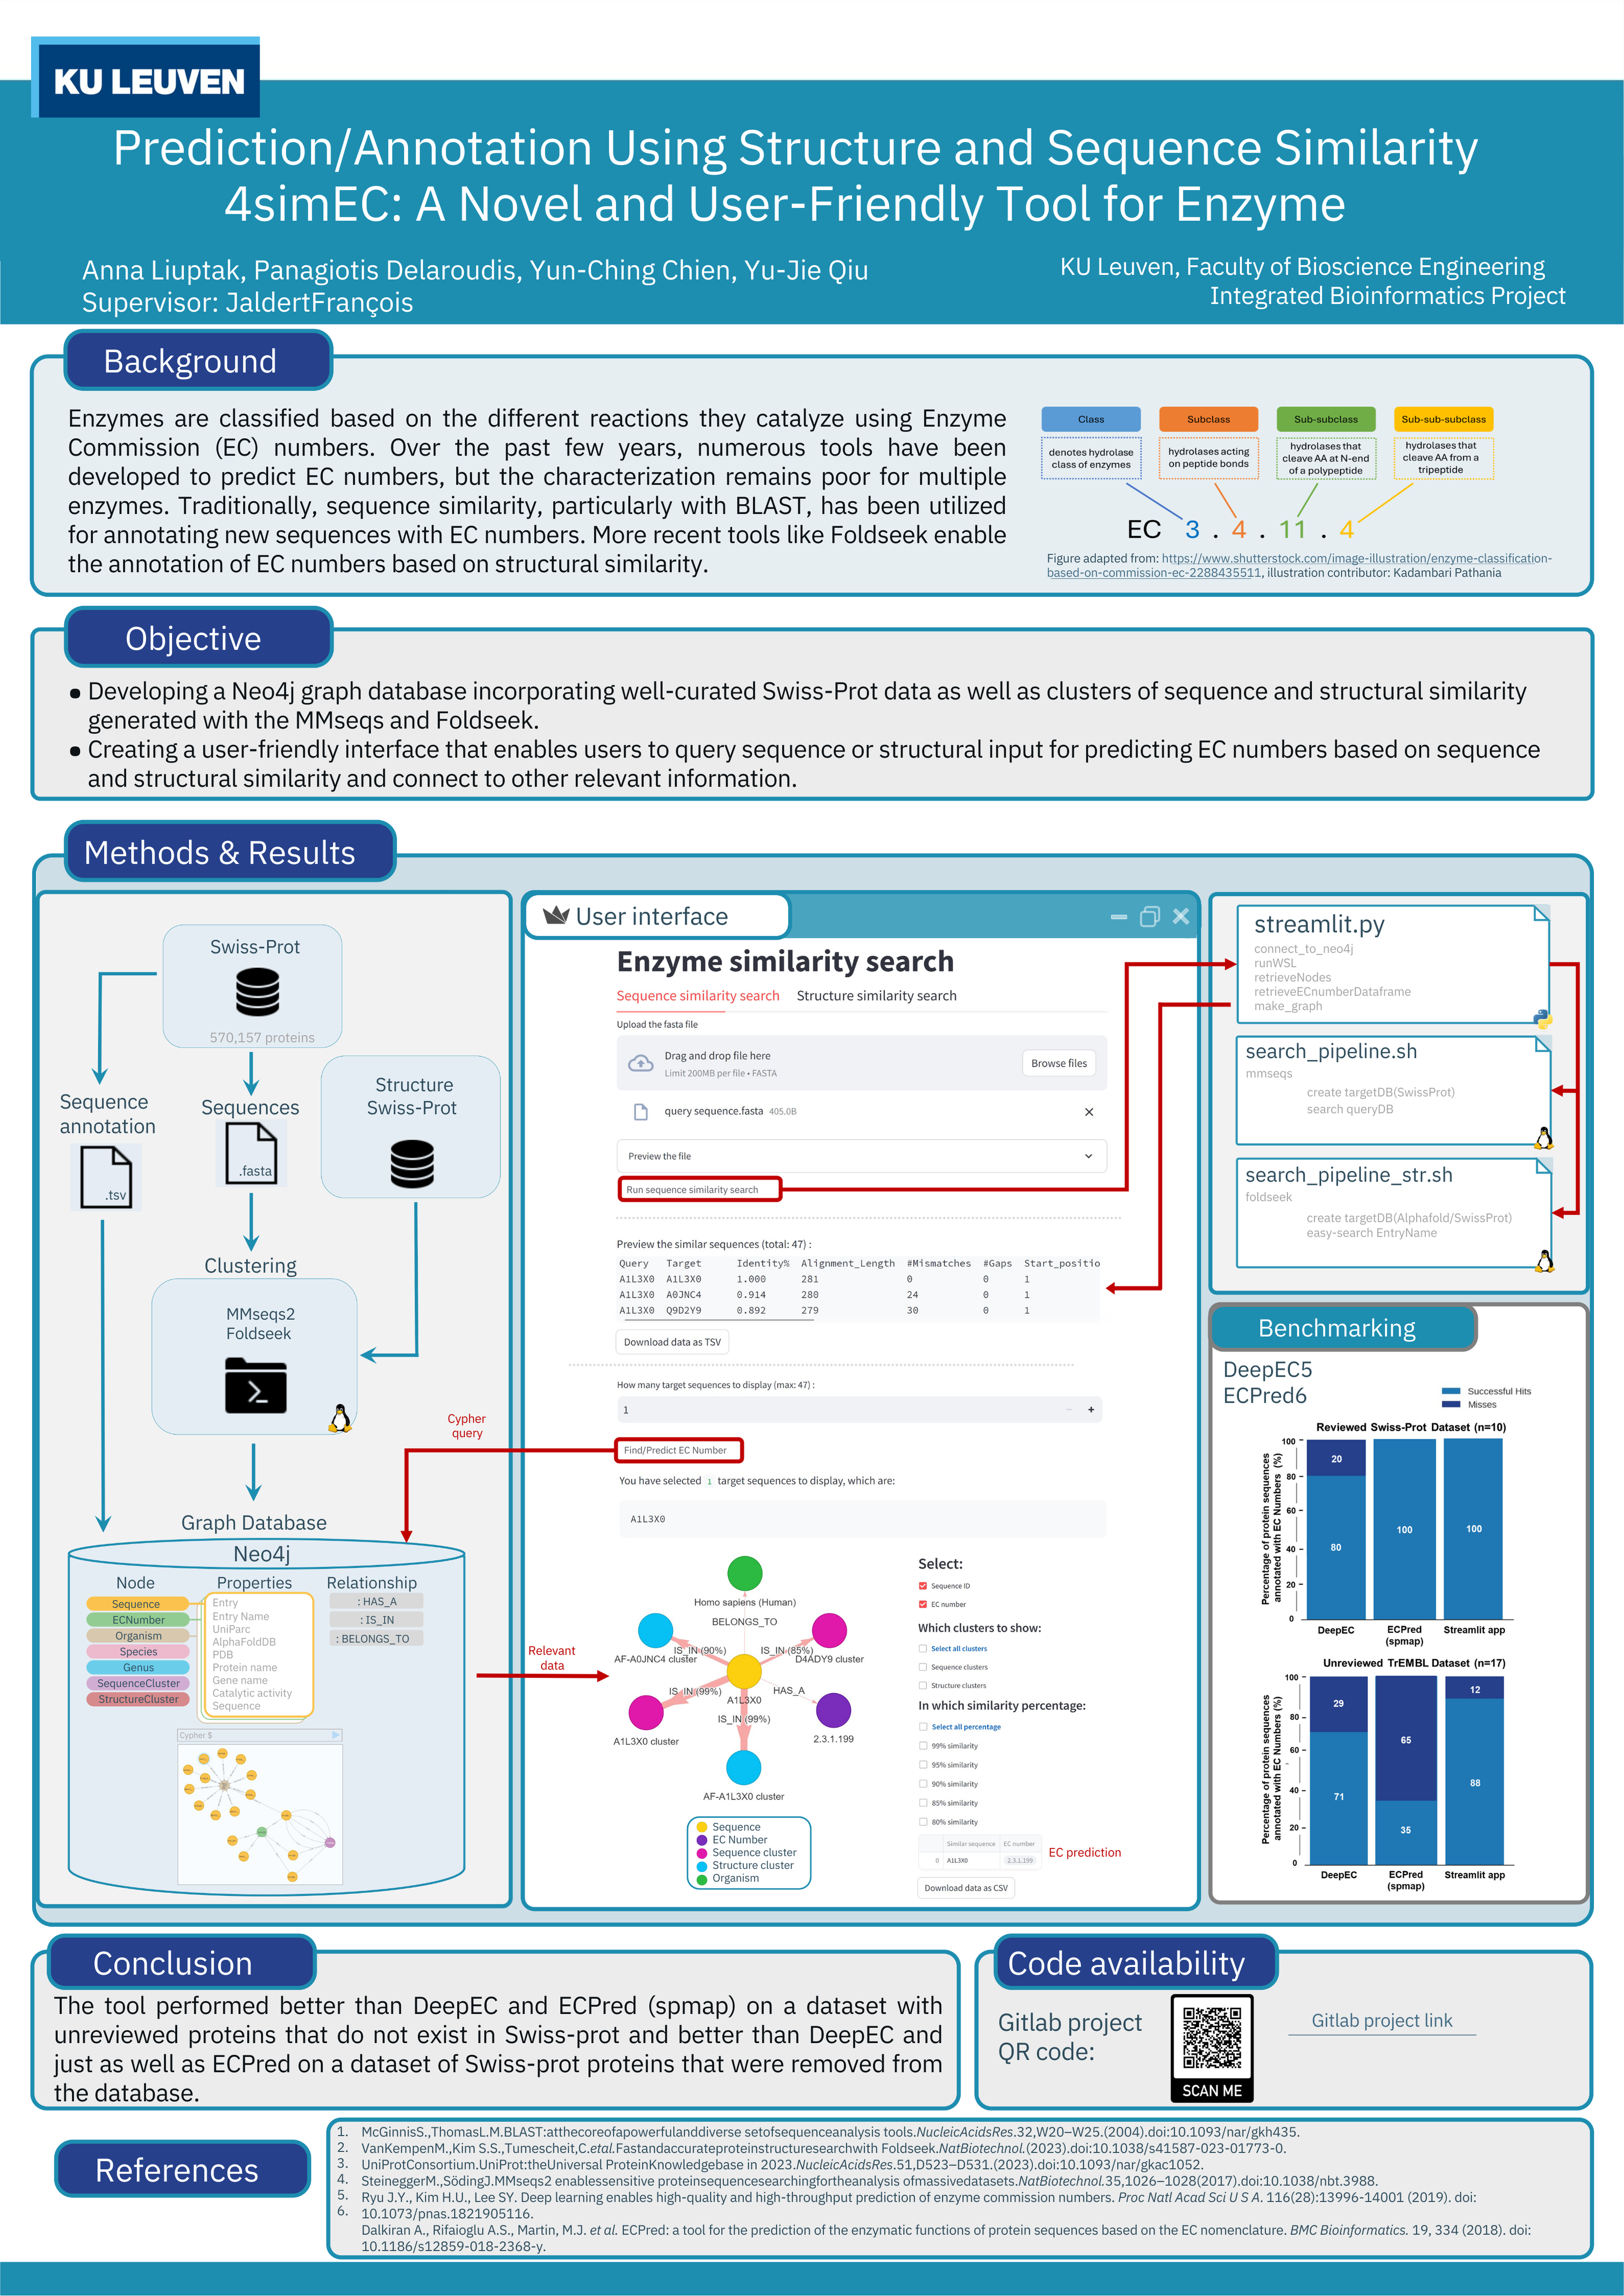 KU LEUVEN
Prediction/Annotation Using Structure and Sequence Similarity
4simEC: A Novel and User-Friendly Tool for Enzyme
Anna Liuptak, Panagiotis Delaroudis, Yun-Ching Chien, Yu-Jie Qiu
Supervisor: JaldertFrançois
KU Leuven, Faculty of Bioscience Engineering
Integrated Bioinformatics Project
Background
Enzymes are classified based on the different reactions they catalyze using Enzyme
Commission (EC) numbers. Over the past few years, numerous tools have been
developed to predict EC numbers, but the characterization remains poor for multiple
enzymes. Traditionally, sequence similarity, particularly with BLAST, has been utilized
for annotating new sequences with EC numbers. More recent tools like Foldseek enable
the annotation of EC numbers based on structural similarity.
Class
Subclass
Sub-subclass
Sub-sub-subclass
denotes hydrolase
class of enzymes
hydrolases acting
on peptide bonds
hydrolases that
cleave AA at N-end
of a polypeptide
hydrolases that
cleave AA from a
tripeptide
EC 3 . 4 . 11 . 4
Figure adapted from: https://www.shutterstock.com/image-illustration/enzyme-classification-
based-on-commission-ec-2288435511, illustration contributor: Kadambari Pathania
Objective
• Developing a Neo4j graph database incorporating well-curated Swiss-Prot data as well as clusters of sequence and structural similarity
generated with the MMseqs and Foldseek.
• Creating a user-friendly interface that enables users to query sequence or structural input for predicting EC numbers based on sequence
and structural similarity and connect to other relevant information.
Methods & Results
Swiss-Prot
570,157 proteins
Sequence
annotation
.tsv
Sequences
.fasta
Structure
Swiss-Prot
Clustering
MMseqs2
Foldseek
Graph Database
Neo4j
Node
Sequence
ECNumber
Organism
Species
Genus
SequenceCluster
StructureCluster
Properties
Entry
Entry Name
UniParc
AlphaFoldDB
PDB
Protein name
Gene name
Catalytic activity
Sequence
Relationship
: HAS_A
: IS_IN
: BELONGS_TO
Cypher $
Cypher
query
Relevant
data
User interface
Enzyme similarity search
Sequence similarity search
Structure similarity search
Upload the fasta file
Drag and drop file here
Limit 200MB per file • FASTA
Browse files
query sequence.fasta 405.0B
Preview the file
Run sequence similarity search
Preview the similar sequences (total: 47) :
Query Target Identity% Alignment_Length #Mismatches #Gaps Start_positio
A1L3X0 A1L3X0 1.000 281 0 0 1
A1L3X0 A0JNC4 0.914 280 24 0 1
A1L3X0 Q9D2Y9 0.892 279 30 0 1
Download data as TSV
How many target sequences to display (max: 47) :
1 − +
Find/Predict EC Number
You have selected 1 target sequences to display, which are:
A1L3X0
Homo sapiens (Human)
BELONGS_TO
IS_IN (90%)
IS_IN (85%)
AF-A0JNC4 cluster
D4ADY9 cluster
IS_IN (99%)
HAS_A
A1L3X0
IS_IN (99%)
A1L3X0 cluster
2.3.1.199
AF-A1L3X0 cluster
Sequence
EC Number
Sequence cluster
Structure cluster
Organism
Select:
Sequence ID
EC number
Which clusters to show:
Select all clusters
Sequence clusters
Structure clusters
In which similarity percentage:
Select all percentage
99% similarity
95% similarity
90% similarity
85% similarity
80% similarity
Similar sequence EC number
0 A1L3X0 2.3.1.199
EC prediction
Download data as CSV
streamlit.py
connect_to_neo4j
runWSL
retrieveNodes
retrieveECnumberDataframe
make_graph
search_pipeline.sh
mmseqs
create targetDB(SwissProt)
search queryDB
search_pipeline_str.sh
foldseek
create targetDB(Alphafold/SwissProt)
easy-search EntryName
Benchmarking
DeepEC5
ECPred6
Successful Hits
Misses
Reviewed Swiss-Prot Dataset (n=10)
Percentage of protein sequences
annotated with EC Numbers (%)
100
80
60
40
20
0
20
80
100
100
DeepEC
ECPred
(spmap)
Streamlit app
Unreviewed TrEMBL Dataset (n=17)
Percentage of protein sequences
annotated with EC Numbers (%)
100
80
60
40
20
0
29
71
65
35
12
88
DeepEC
ECPred
(spmap)
Streamlit app
Conclusion
The tool performed better than DeepEC and ECPred (spmap) on a dataset with
unreviewed proteins that do not exist in Swiss-prot and better than DeepEC and
just as well as ECPred on a dataset of Swiss-prot proteins that were removed from
the database.
Code availability
Gitlab project
QR code:
SCAN ME
Gitlab project link
References
1. McGinnisS.,ThomasL.M.BLAST:atthecoreofapowerfulanddiverse setofsequenceanalysis tools.NucleicAcidsRes.32,W20–W25.(2004).doi:10.1093/nar/gkh435.
2. VanKempenM.,Kim S.S.,Tumescheit,C.etal.Fastandaccurateproteinstructuresearchwith Foldseek.NatBiotechnol.(2023).doi:10.1038/s41587-023-01773-0.
3. UniProtConsortium.UniProt:theUniversal ProteinKnowledgebase in 2023.NucleicAcidsRes.51,D523–D531.(2023).doi:10.1093/nar/gkac1052.
4. SteineggerM.,SödingJ.MMseqs2 enablessensitive proteinsequencesearchingfortheanalysis ofmassivedatasets.NatBiotechnol.35,1026–1028(2017).doi:10.1038/nbt.3988.
5. Ryu J.Y., Kim H.U., Lee SY. Deep learning enables high-quality and high-throughput prediction of enzyme commission numbers. Proc Natl Acad Sci U S A. 116(28):13996-14001 (2019). doi:
6. 10.1073/pnas.1821905116.
Dalkiran A., Rifaioglu A.S., Martin, M.J. et al. ECPred: a tool for the prediction of the enzymatic functions of protein sequences based on the EC nomenclature. BMC Bioinformatics. 19, 334 (2018). doi:
10.1186/s12859-018-2368-y.